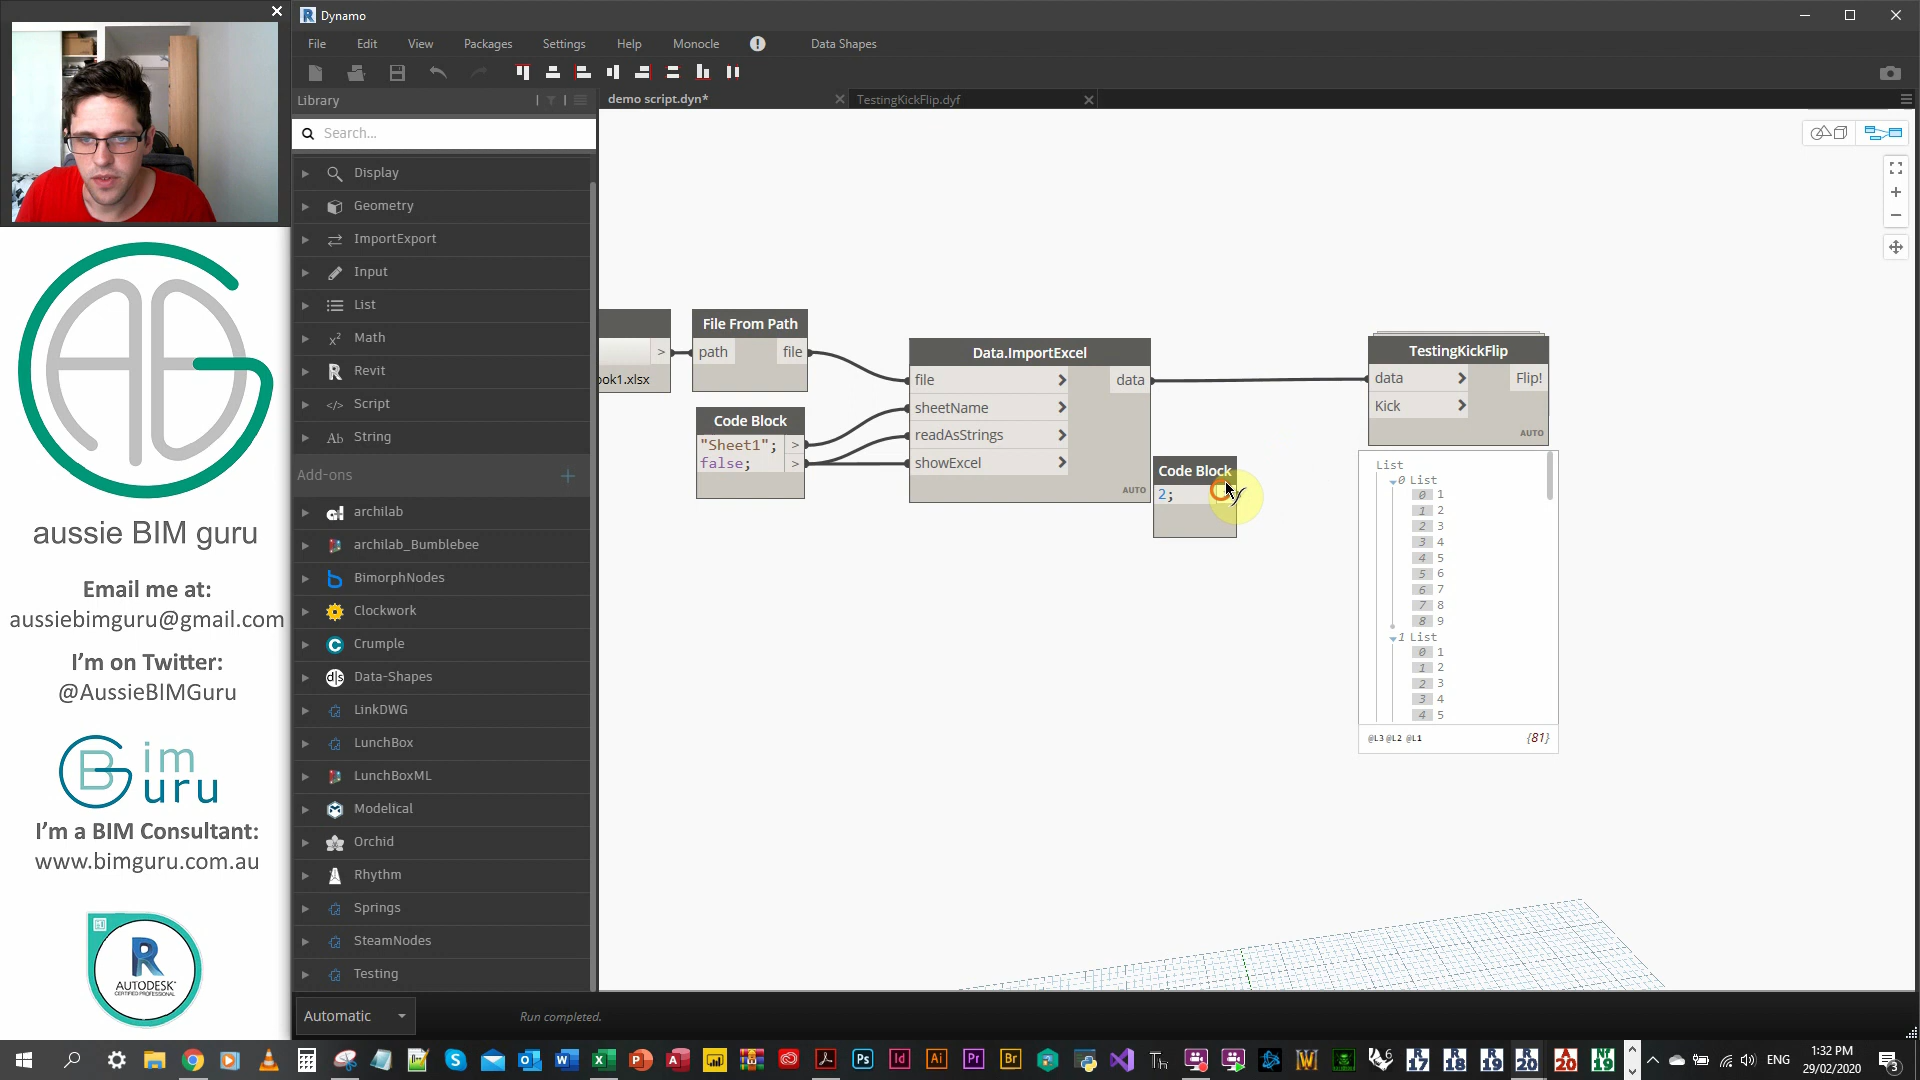 Dynamo
File Edit View Packages Settings Help Monocle Data Shapes
Library
demo script.dyn*
TestingKickFlip.dyf
Search...
Display
Geometry
ImportExport
Input
List
Math
Revit
Script
String
Add-ons
archilab
archilab_Bumblebee
BimorphNodes
Clockwork
Crumple
Data-Shapes
LinkDWG
LunchBox
LunchBoxML
Modelical
Orchid
Rhythm
Springs
SteamNodes
Testing
Automatic
Run completed.
ook1.xlsx
File From Path
path file
Code Block
"Sheet1";
false;
Data.ImportExcel
file data
sheetName
readAsStrings
showExcel
AUTO
Code Block
2;
TestingKickFlip
data Flip!
Kick
AUTO
List
0 List
0 1
1 2
2 3
3 4
4 5
5 6
6 7
7 8
8 9
1 List
0 1
1 2
2 3
3 4
4 5
@L3 @L2 @L1 {81}
aussie BIM guru
Email me at:
aussiebimguru@gmail.com
I'm on Twitter:
@AussieBIMGuru
Bim
Guru
I'm a BIM Consultant:
www.bimguru.com.au
R
AUTODESK
CERTIFIED PROFESSIONAL
ENG
1:32 PM
29/02/2020